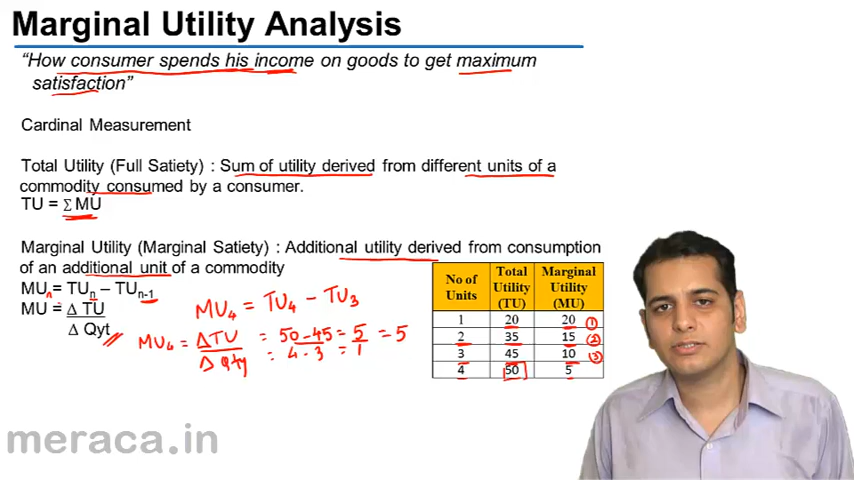 Marginal Utility Analysis
“How consumer spends his income on goods to get maximum
satisfaction”
Cardinal Measurement
Total Utility (Full Satiety) : Sum of utility derived from different units of a
commodity consumed by a consumer.
TU = ∑ MU
Marginal Utility (Marginal Satiety) : Additional utility derived from consumption
of an additional unit of a commodity
MUn = TUn – TUn-1
MU = Δ TU
Δ Qyt
MU4 = TU4 - TU3
MU4 = ΔTU = 50-45 = 5 = 5
ΔQty = 4-3 = 1
No of Units Total Utility (TU) Marginal Utility (MU)
1 20 20 ①
2 35 15 ②
3 45 10 ③
4 50 5
meraca.in